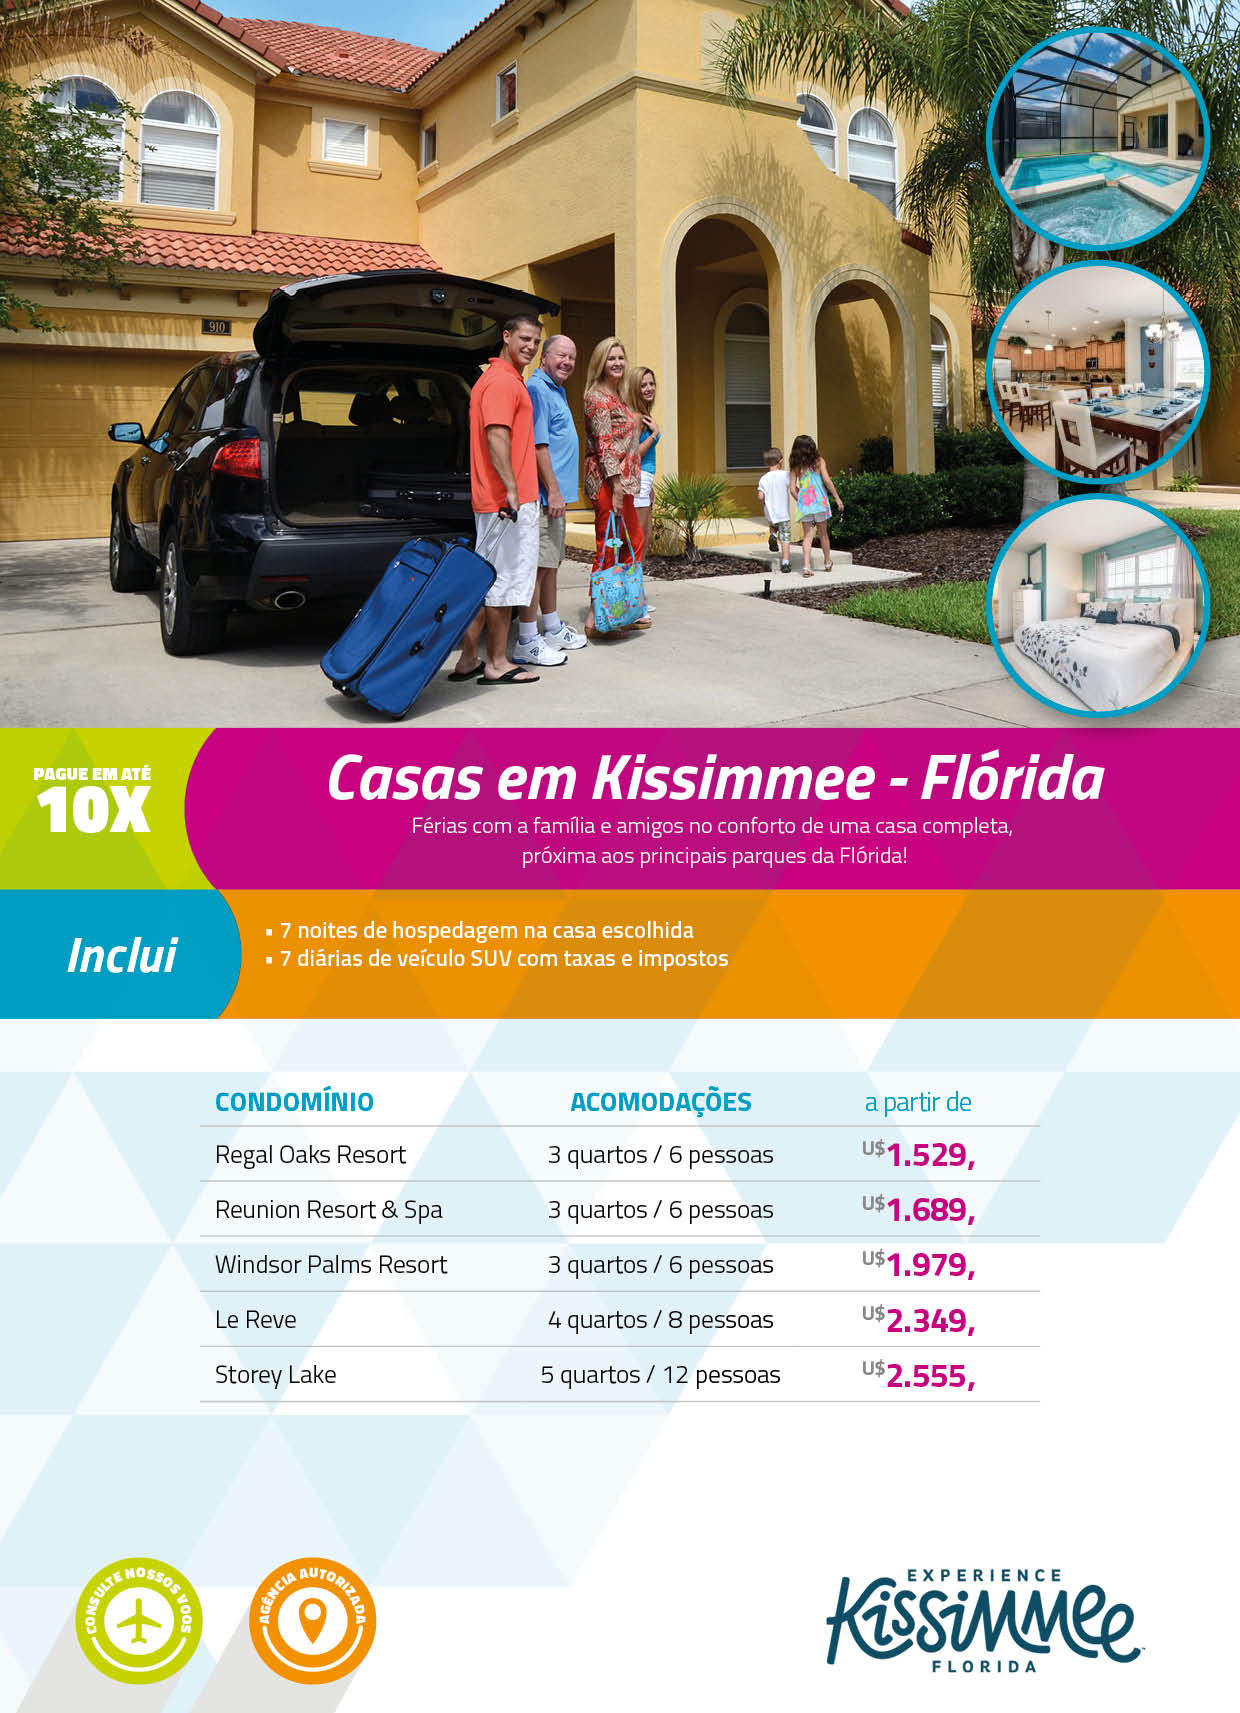 910
PAGUE EM ATÉ
10X
Casas em Kissimmee - Flórida
Férias com a família e amigos no conforto de uma casa completa,
próxima aos principais parques da Flórida!
Inclui
• 7 noites de hospedagem na casa escolhida
• 7 diárias de veículo SUV com taxas e impostos
CONDOMÍNIO ACOMODAÇÕES a partir de
Regal Oaks Resort 3 quartos / 6 pessoas U$1.529,
Reunion Resort & Spa 3 quartos / 6 pessoas U$1.689,
Windsor Palms Resort 3 quartos / 6 pessoas U$1.979,
Le Reve 4 quartos / 8 pessoas U$2.349,
Storey Lake 5 quartos / 12 pessoas U$2.555,
CONSULTE NOSSOS VOOS
AGÊNCIA AUTORIZADA
EXPERIENCE
Kissimmee
FLORIDA